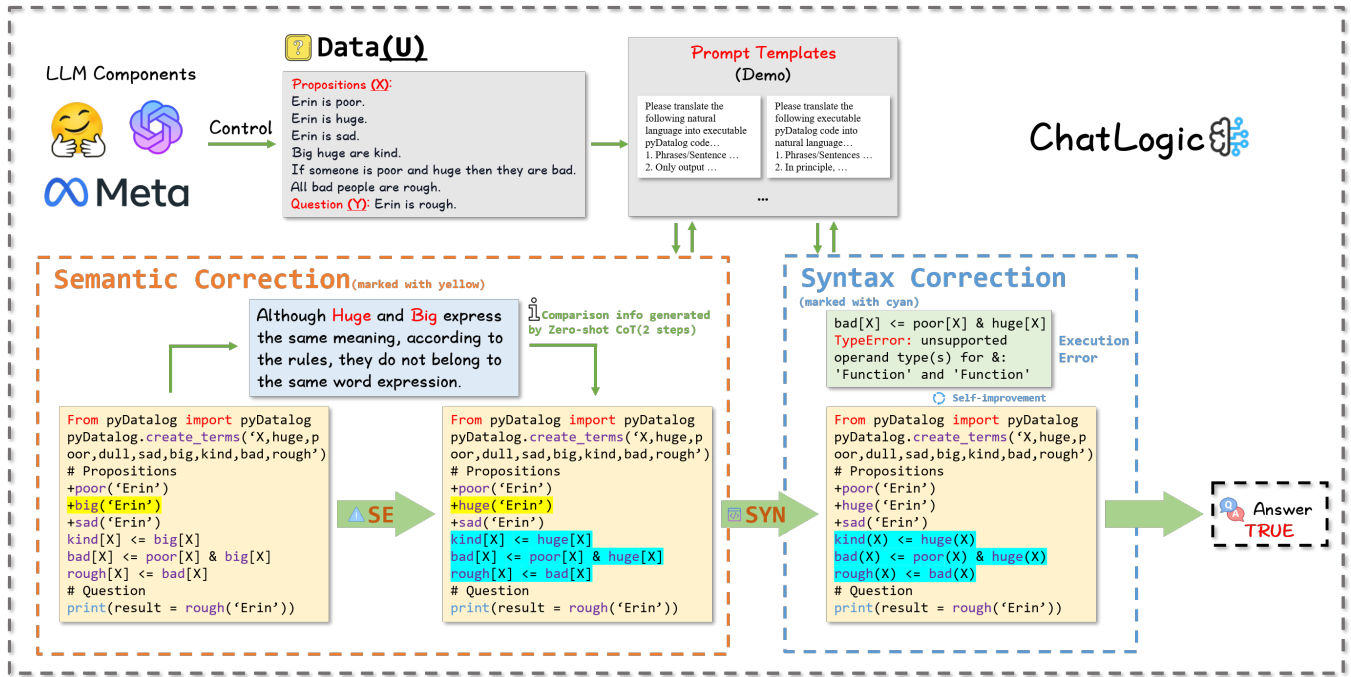 LLM Components
Meta
Control
Data(U)
Propositions (X):
Erin is poor.
Erin is huge.
Erin is sad.
Big huge are kind.
If someone is poor and huge then they are bad.
All bad people are rough.
Question (Y): Erin is rough.
Prompt Templates
(Demo)
Please translate the
following natural
language into executable
pyDatalog code…
1. Phrases/Sentence …
2. Only output …
Please translate the
following executable
pyDatalog code into
natural language…
1. Phrases/Sentences …
2. In principle, …
...
ChatLogic
Semantic Correction(marked with yellow)
Although Huge and Big express
the same meaning, according to
the rules, they do not belong to
the same word expression.
Comparison info generated
by Zero-shot CoT(2 steps)
From pyDatalog import pyDatalog
pyDatalog.create_terms(‘X,huge,p
oor,dull,sad,big,kind,bad,rough’)
# Propositions
+poor(‘Erin’)
+big(‘Erin’)
+sad(‘Erin’)
kind[X] <= big[X]
bad[X] <= poor[X] & big[X]
rough[X] <= bad[X]
# Question
print(result = rough(‘Erin’))
SE
From pyDatalog import pyDatalog
pyDatalog.create_terms(‘X,huge,p
oor,dull,sad,big,kind,bad,rough’)
# Propositions
+poor(‘Erin’)
+huge(‘Erin’)
+sad(‘Erin’)
kind[X] <= huge[X]
bad[X] <= poor[X] & huge[X]
rough[X] <= bad[X]
# Question
print(result = rough(‘Erin’))
SYN
Syntax Correction
(marked with cyan)
bad[X] <= poor[X] & huge[X]
TypeError: unsupported
operand type(s) for &:
'Function' and 'Function'
Execution
Error
Self-improvement
From pyDatalog import pyDatalog
pyDatalog.create_terms(‘X,huge,p
oor,dull,sad,big,kind,bad,rough’)
# Propositions
+poor(‘Erin’)
+huge(‘Erin’)
+sad(‘Erin’)
kind(X) <= huge(X)
bad(X) <= poor(X) & huge(X)
rough(X) <= bad(X)
# Question
print(result = rough(‘Erin’))
Q
A
Answer
TRUE